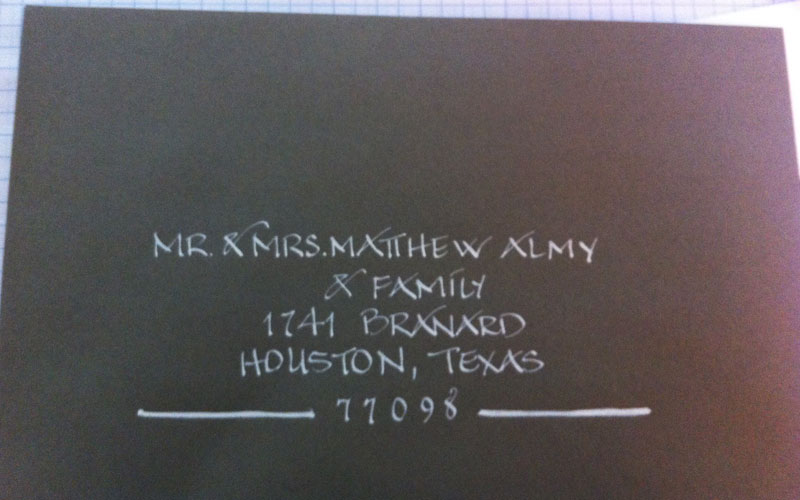 MR. & MRS. MATTHEW ALMY
& FAMILY
1741 BRANARD
HOUSTON, TEXAS
77098